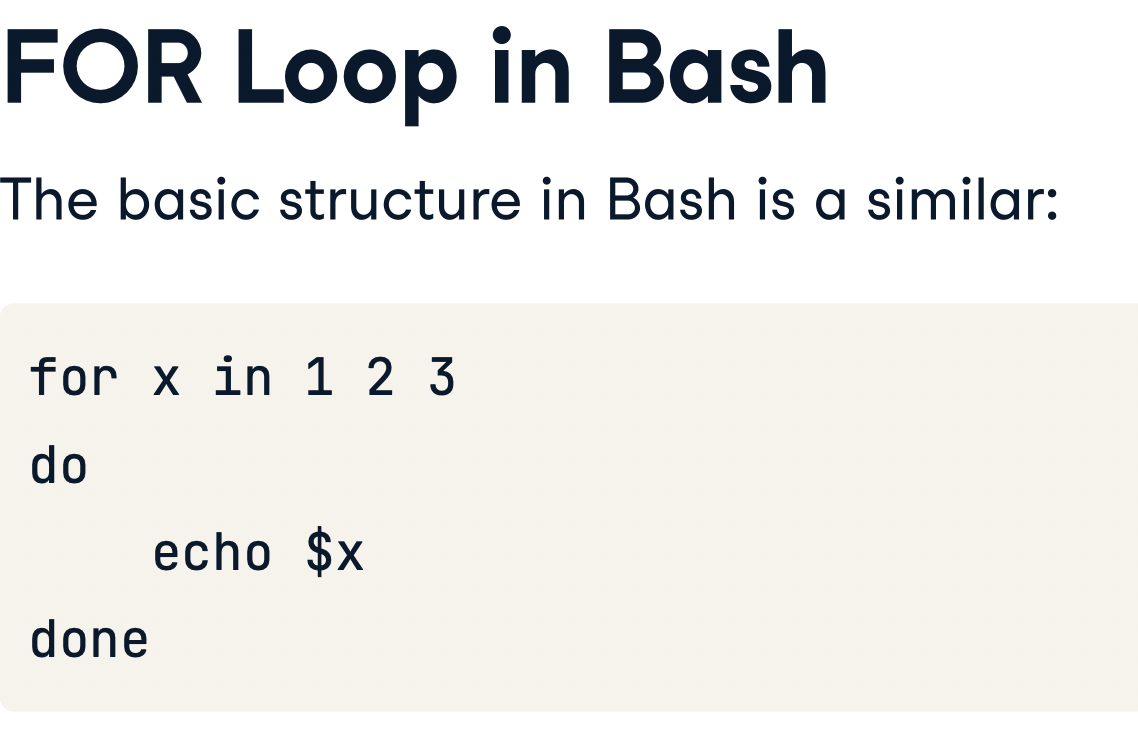 FOR Loop in Bash
The basic structure in Bash is a similar:
for x in 1 2 3
do
    echo $x
done